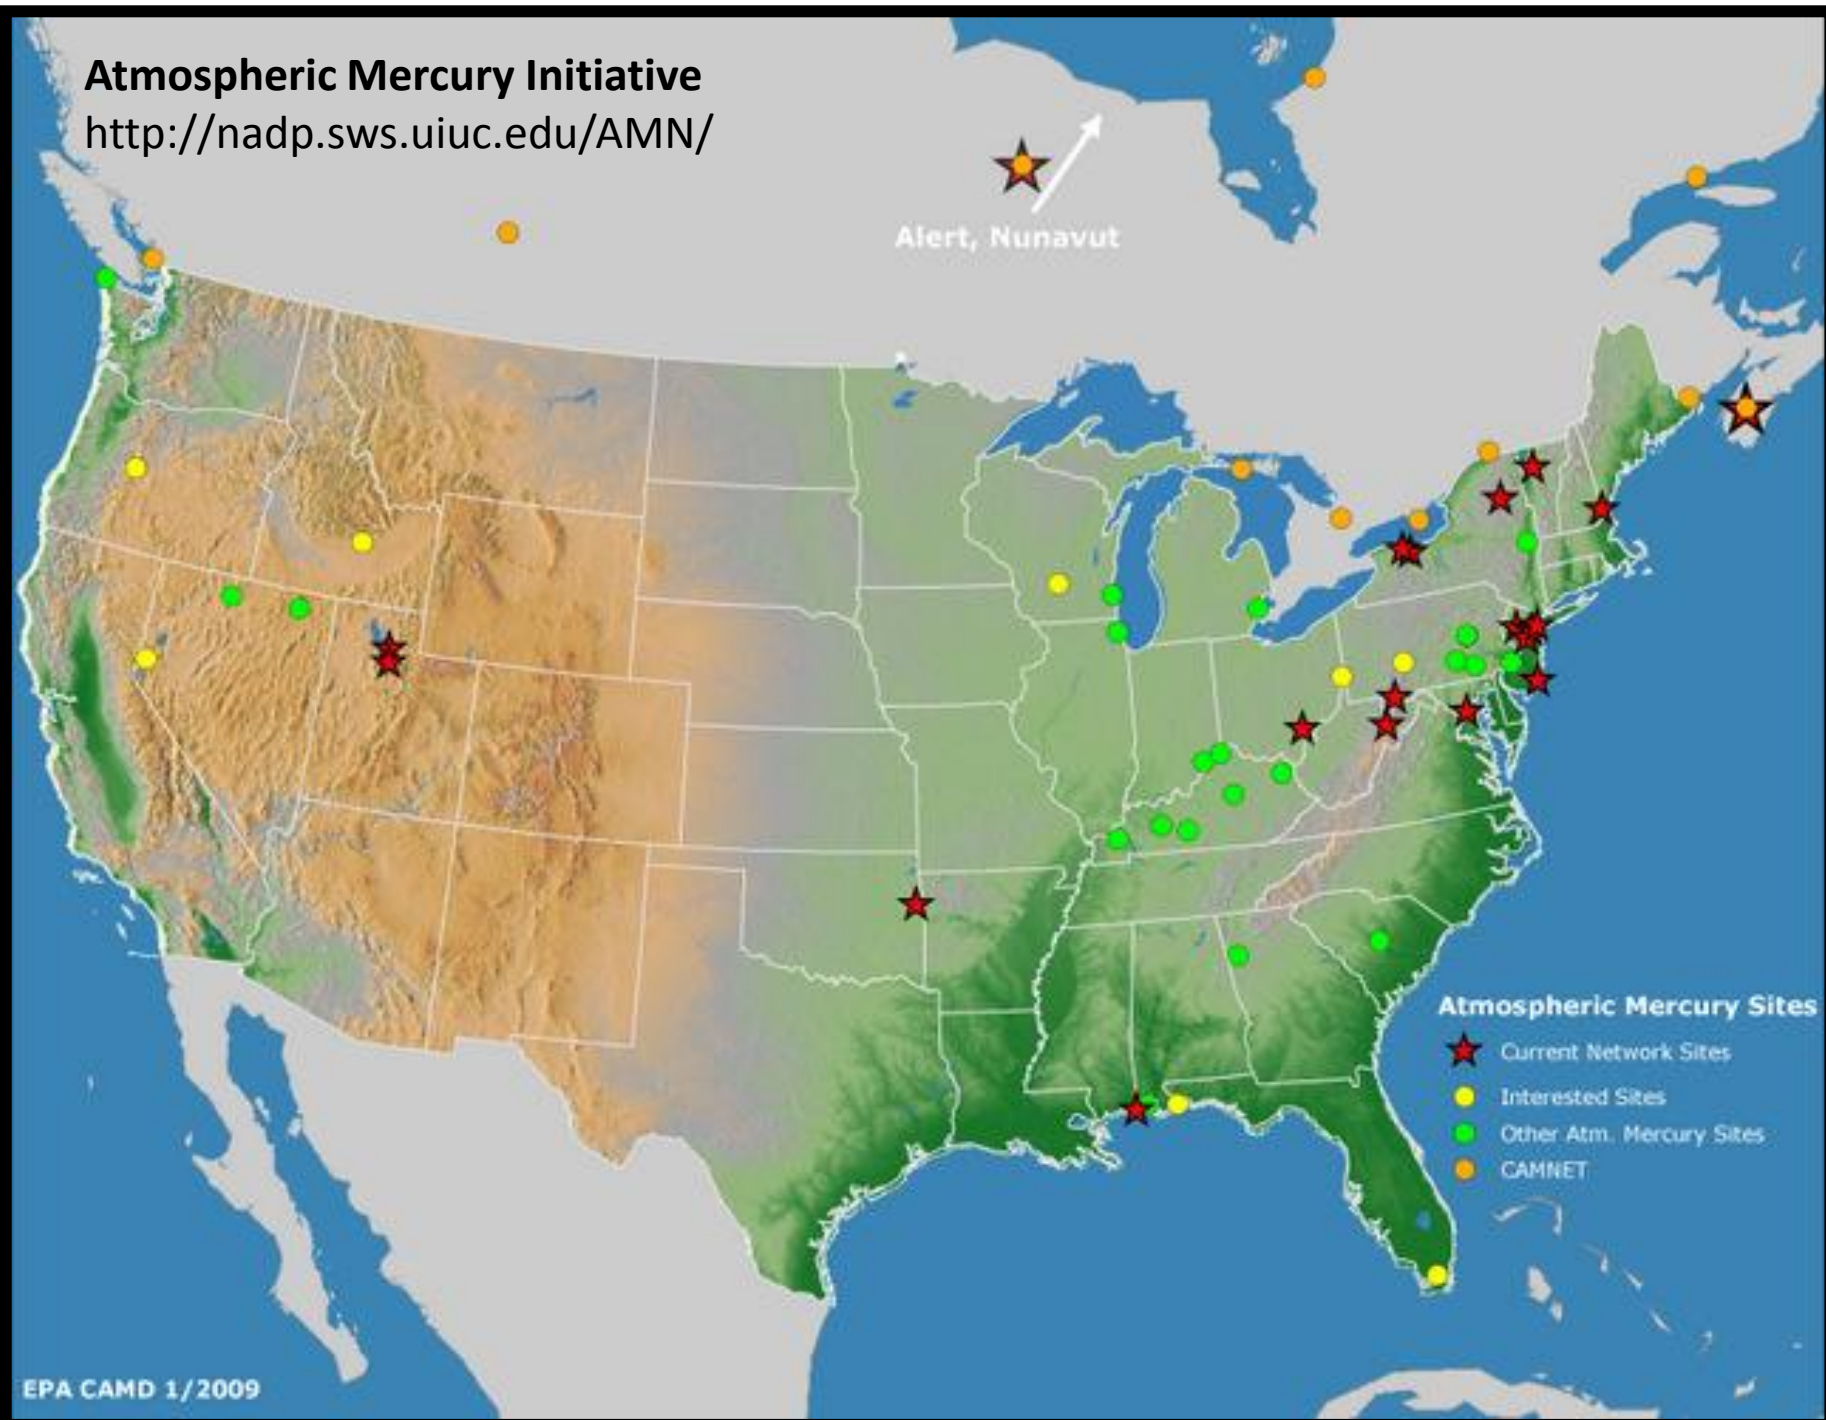 Atmospheric Mercury Initiative
http://nadp.sws.uiuc.edu/AMN/
Alert, Nunavut
Atmospheric Mercury Sites
Current Network Sites
Interested Sites
Other Atm. Mercury Sites
CAMNET
EPA CAMD 1/2009